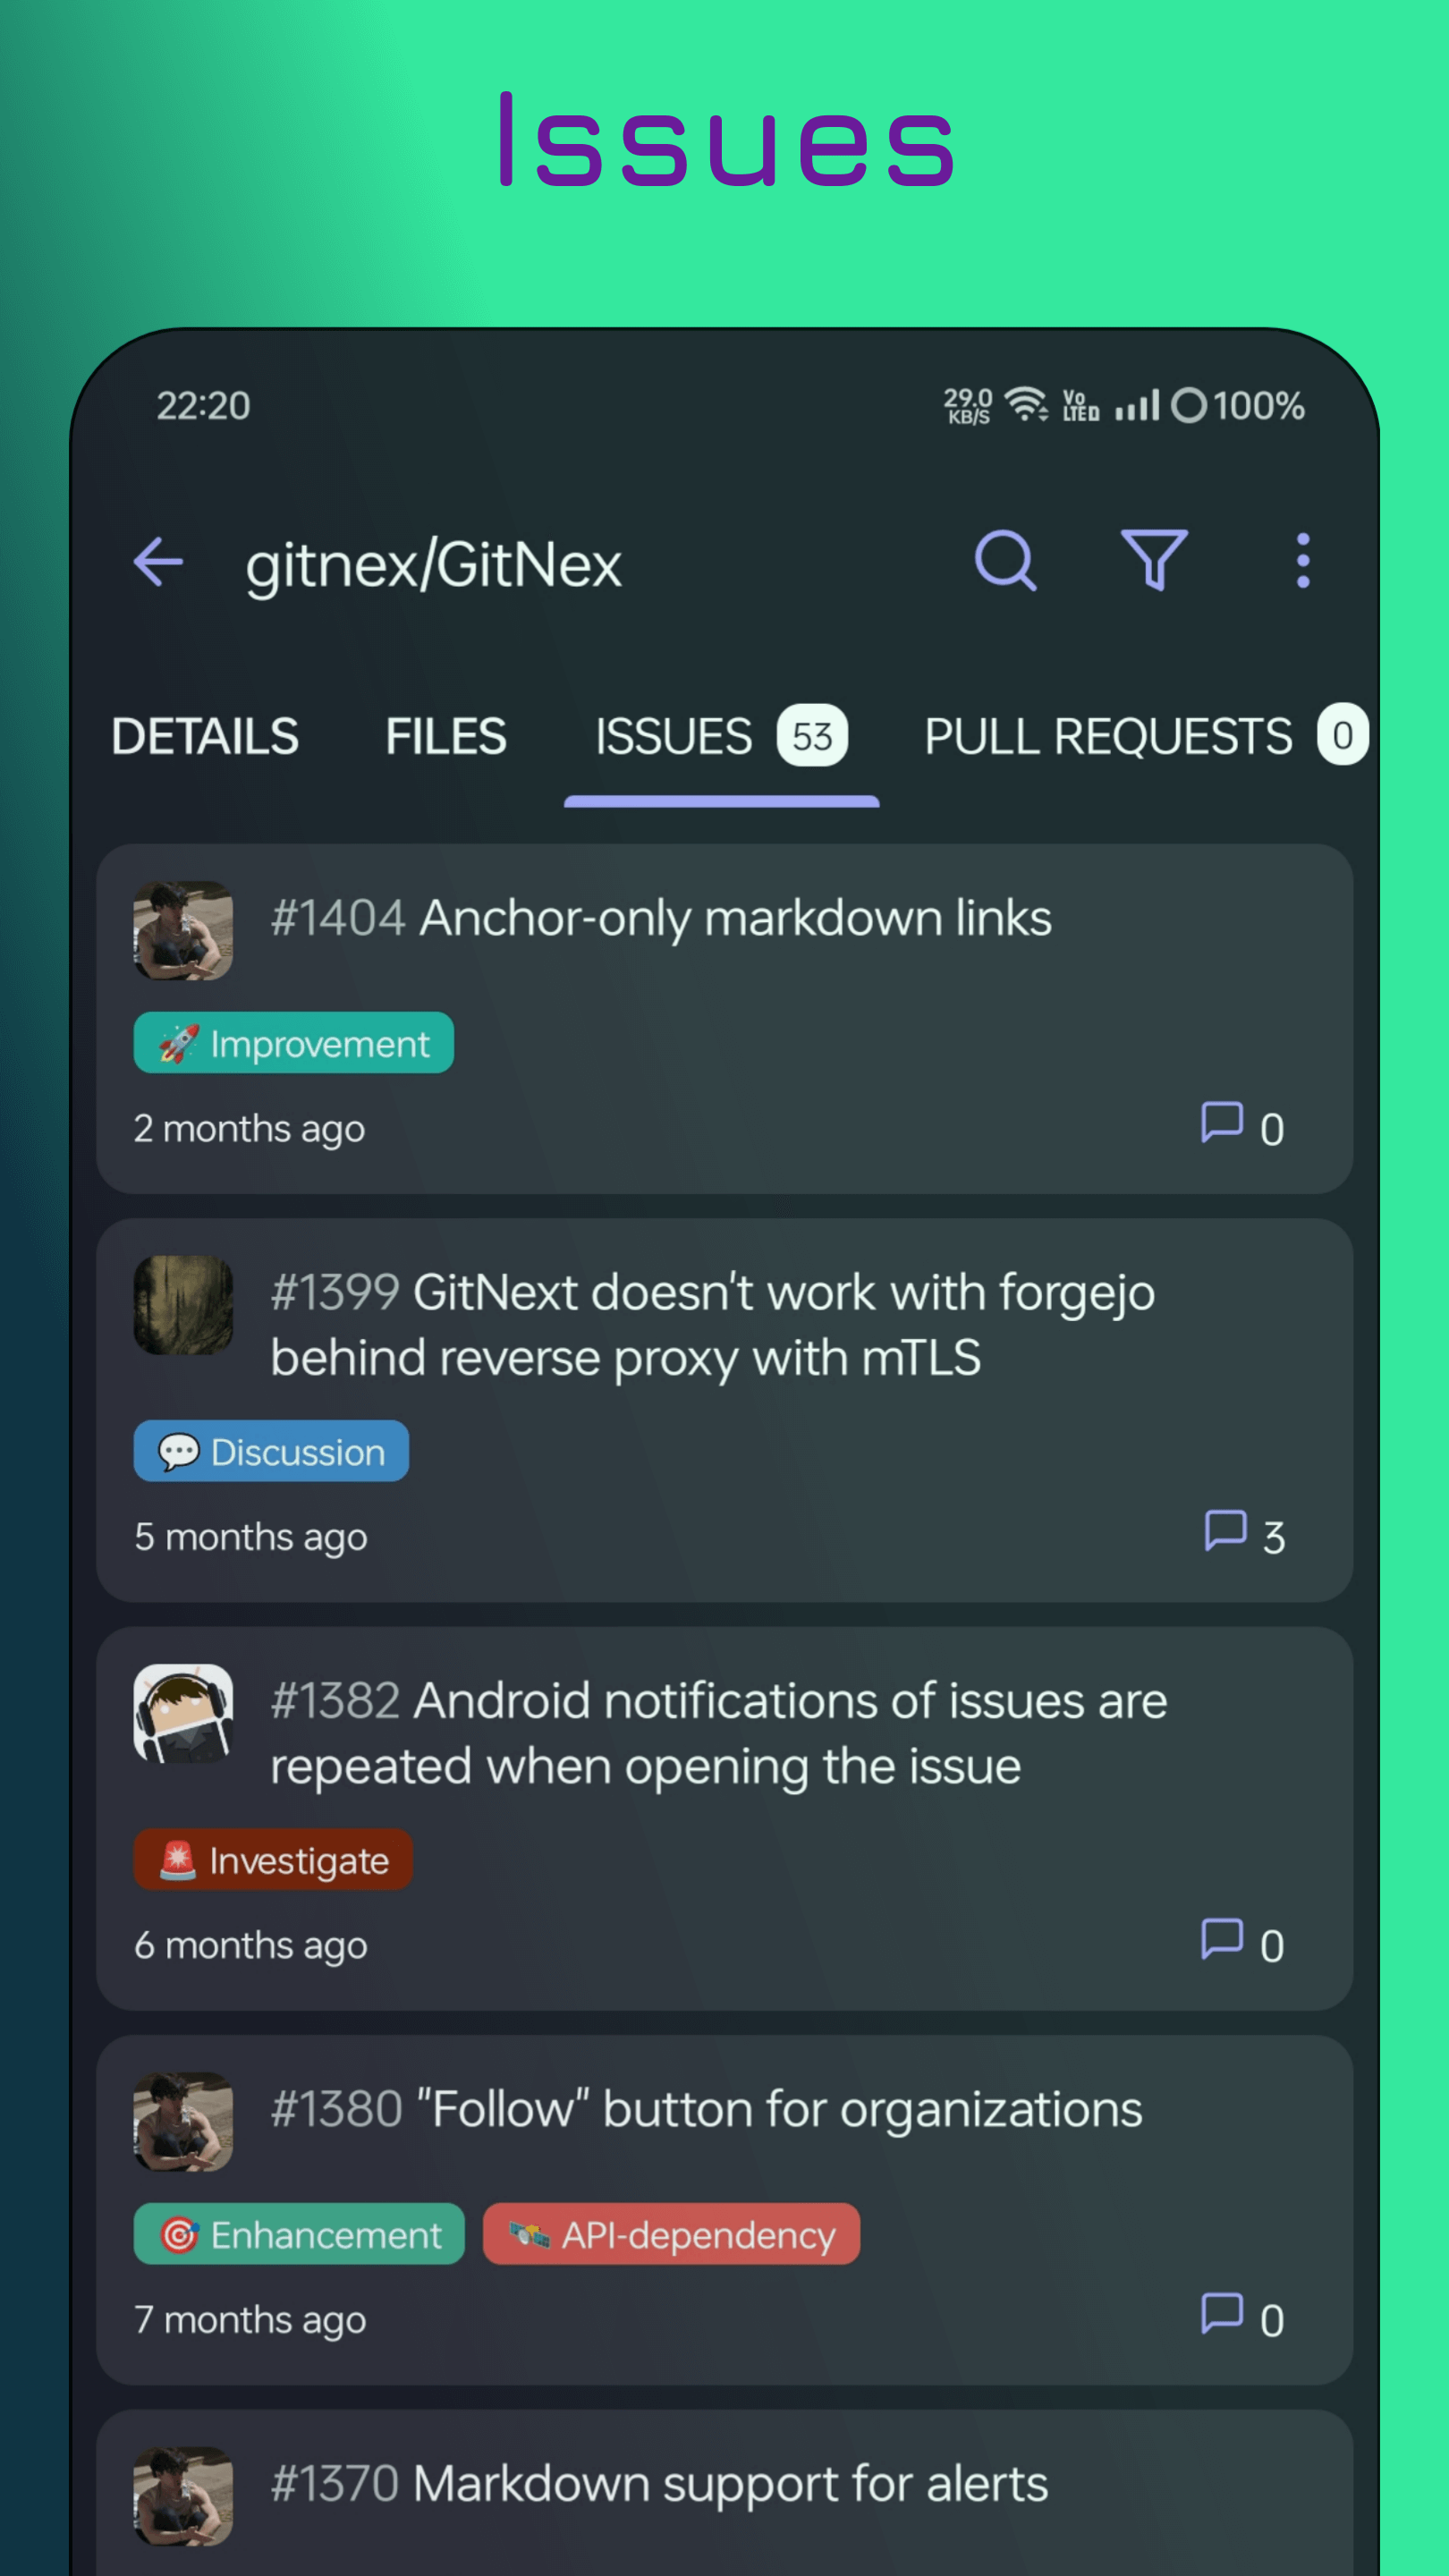 Issues
22:20
29.0 KB/S Vo LTED 100%
gitnex/GitNex
DETAILS FILES ISSUES 53 PULL REQUESTS 0
#1404 Anchor-only markdown links
🚀 Improvement
2 months ago 0
#1399 GitNext doesn't work with forgejo
behind reverse proxy with mTLS
💬 Discussion
5 months ago 3
#1382 Android notifications of issues are
repeated when opening the issue
🚨 Investigate
6 months ago 0
#1380 "Follow" button for organizations
🎯 Enhancement 🛰️ API-dependency
7 months ago 0
#1370 Markdown support for alerts